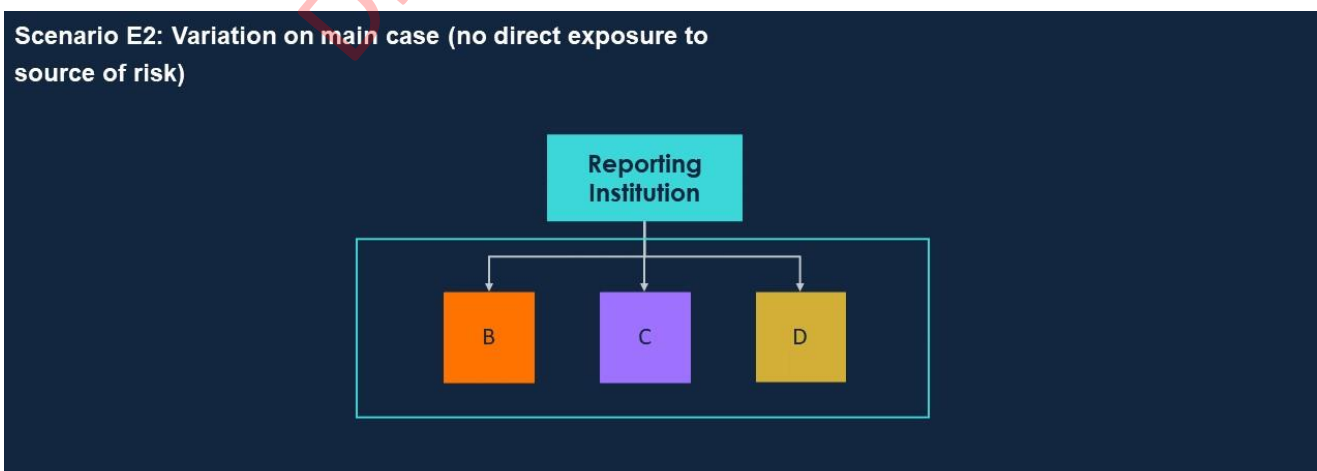 Scenario E2: Variation on main case (no direct exposure to
source of risk)
Reporting
Institution
B
C
D